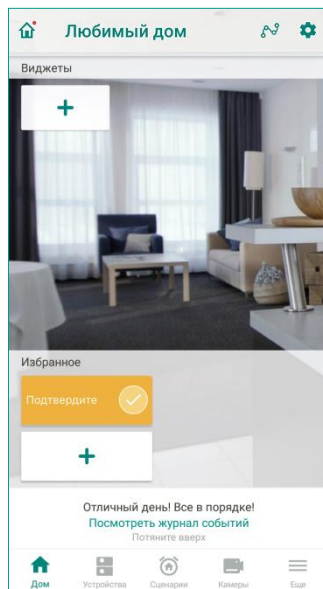 Любимый дом
Виджеты
Избранное
Подтвердите
Отличный день! Все в порядке!
Посмотреть журнал событий
Потяните вверх
Дом
Устройства
Сценарии
Камеры
Еще